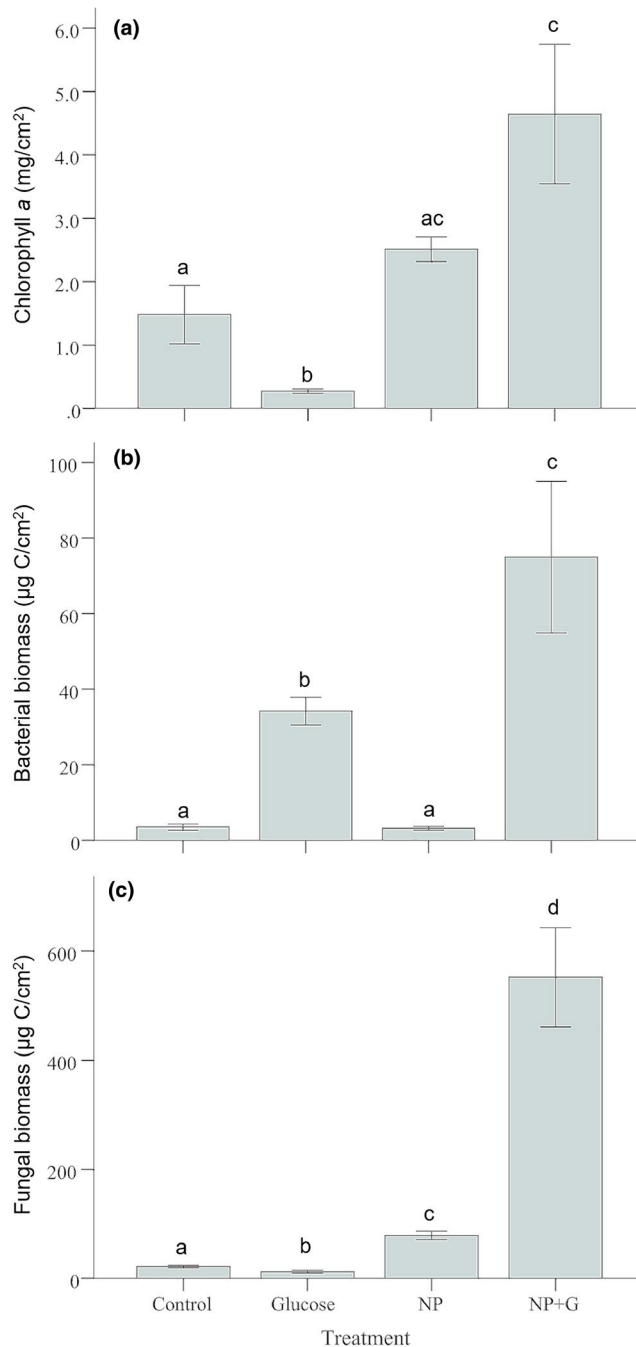 (a)
Chlorophyll a (mg/cm²)
6.0
5.0
4.0
3.0
2.0
1.0
.0
a
b
ac
c
(b)
Bacterial biomass (µg C/cm²)
100
80
60
40
20
0
a
b
a
c
(c)
Fungal biomass (µg C/cm²)
600
400
200
0
a
b
c
d
Control Glucose NP NP+G
Treatment